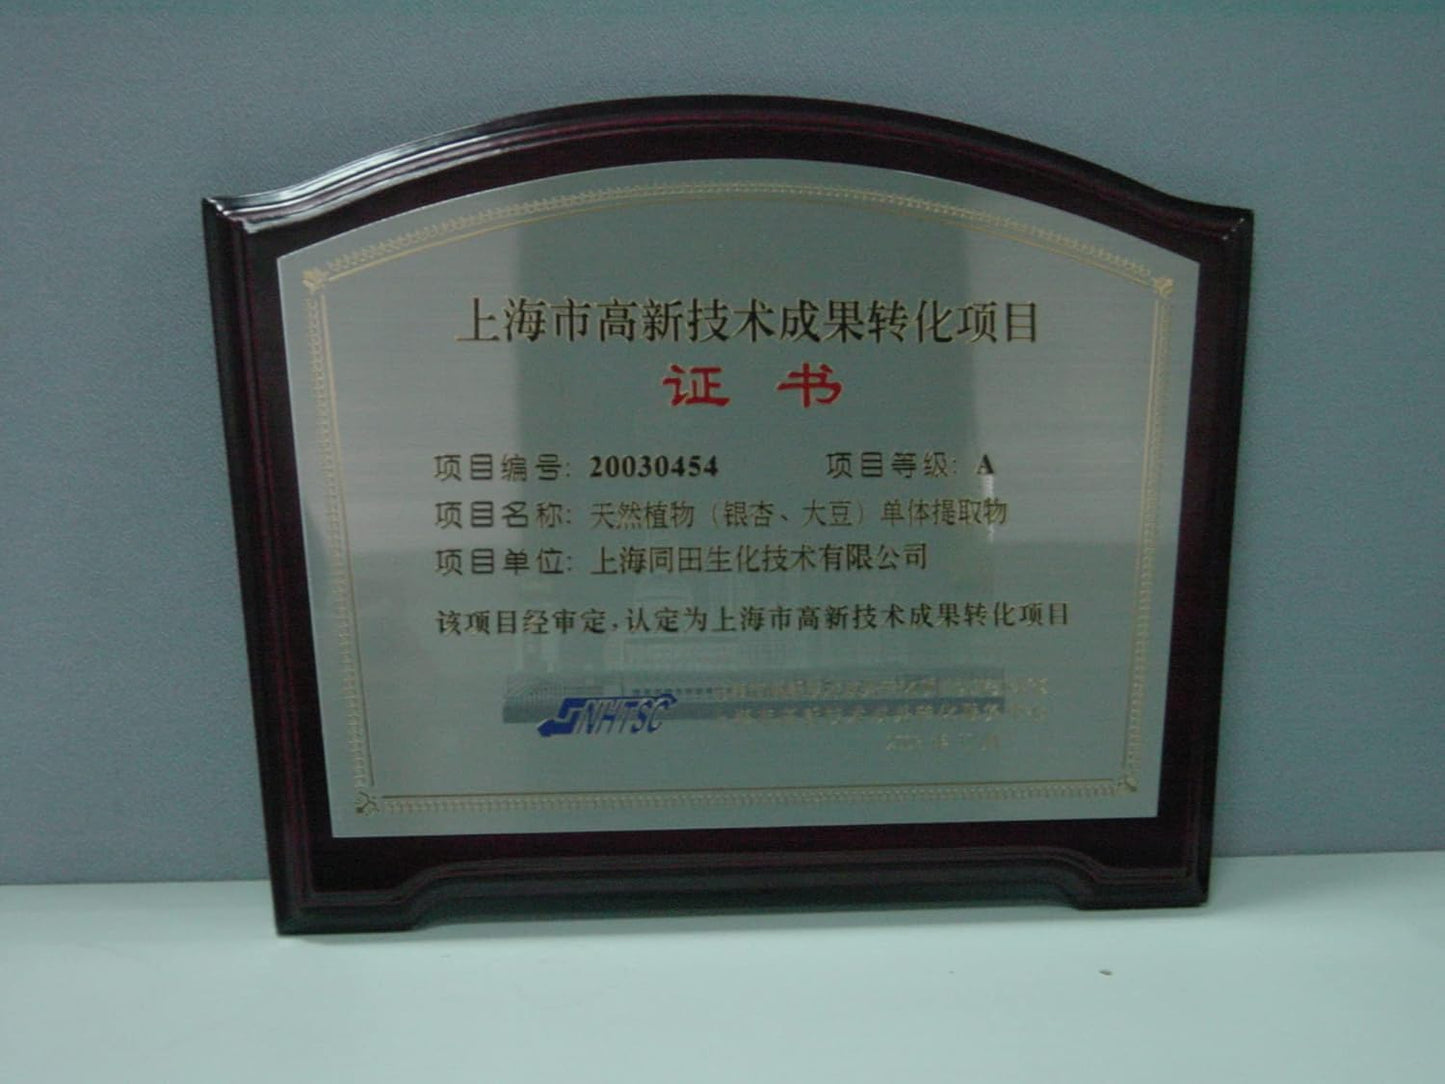 上海市高新技术成果转化项目
证 书
项目编号: 20030454 项目等级: A
项目名称: 天然植物（银杏、大豆）单体提取物
项目单位: 上海同田生化技术有限公司
该项目经审定,认定为上海市高新技术成果转化项目
SNHTSC